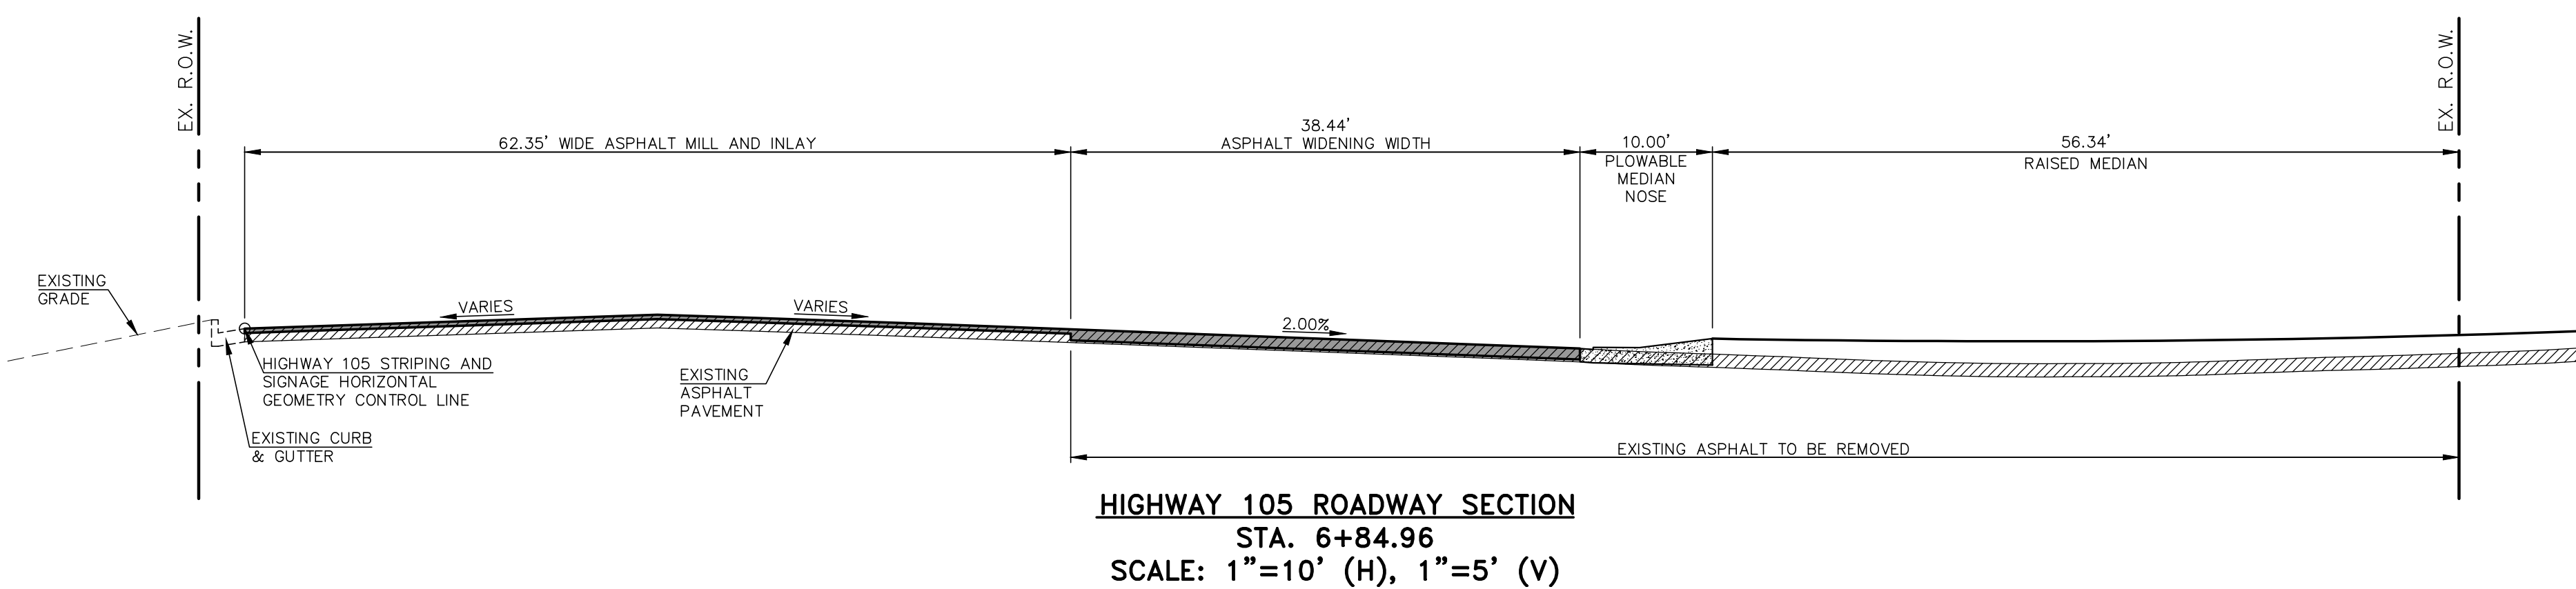 EX. R.O.W.
EX. R.O.W.
62.35' WIDE ASPHALT MILL AND INLAY
38.44'
ASPHALT WIDENING WIDTH
10.00'
PLOWABLE
MEDIAN
NOSE
56.34'
RAISED MEDIAN
EXISTING
GRADE
VARIES
VARIES
2.00%
HIGHWAY 105 STRIPING AND
SIGNAGE HORIZONTAL
GEOMETRY CONTROL LINE
EXISTING
ASPHALT
PAVEMENT
EXISTING CURB
& GUTTER
EXISTING ASPHALT TO BE REMOVED
HIGHWAY 105 ROADWAY SECTION
STA. 6+84.96
SCALE: 1"=10' (H), 1"=5' (V)